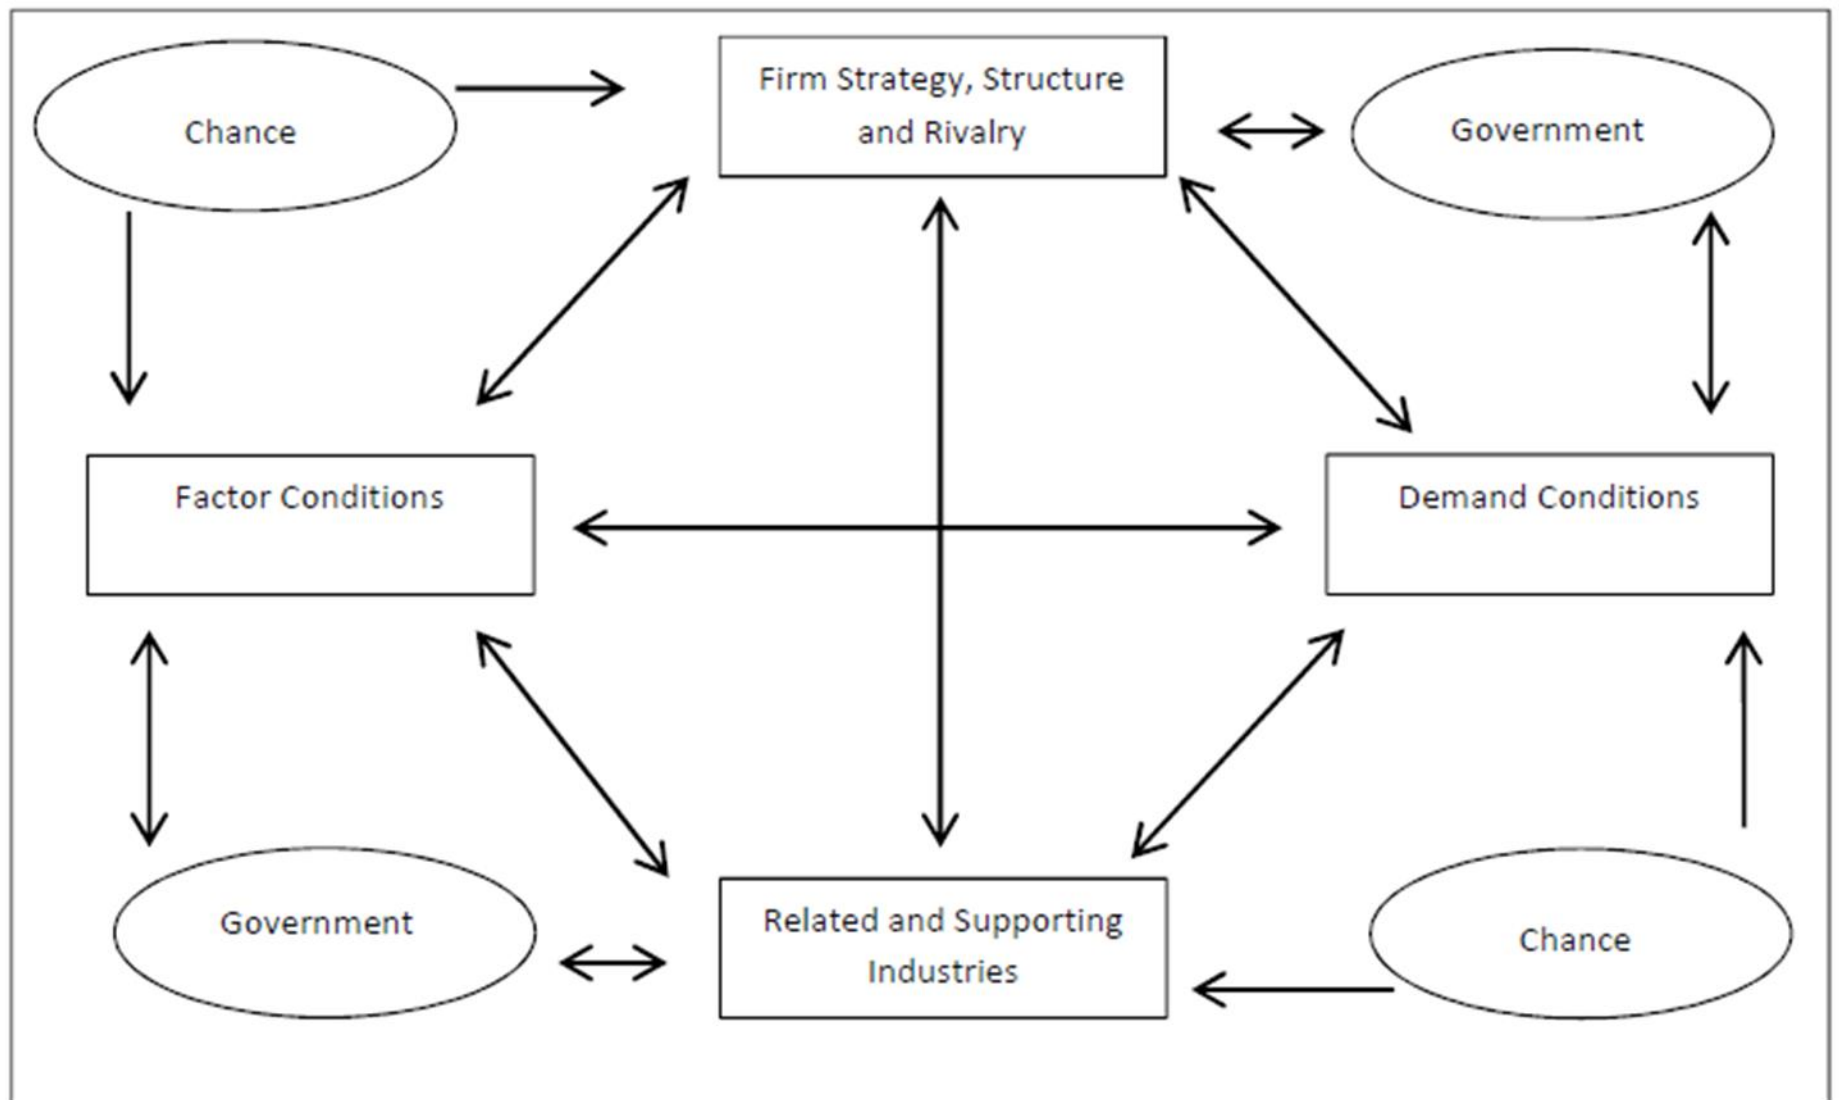 Chance
Firm Strategy, Structure
and Rivalry
Government
Factor Conditions
Demand Conditions
Government
Related and Supporting
Industries
Chance